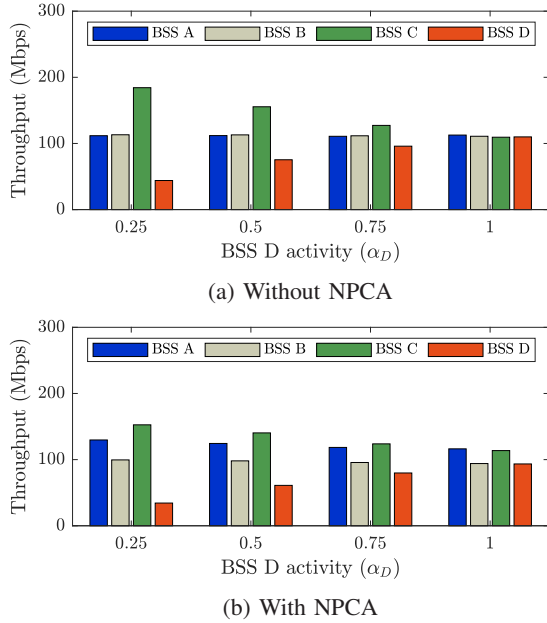 300
BSS A BSS B BSS C BSS D
200
100
0
Throughput (Mbps)
0.25 0.5 0.75 1
BSS D activity (α_D)
(a) Without NPCA
300
BSS A BSS B BSS C BSS D
200
100
0
Throughput (Mbps)
0.25 0.5 0.75 1
BSS D activity (α_D)
(b) With NPCA